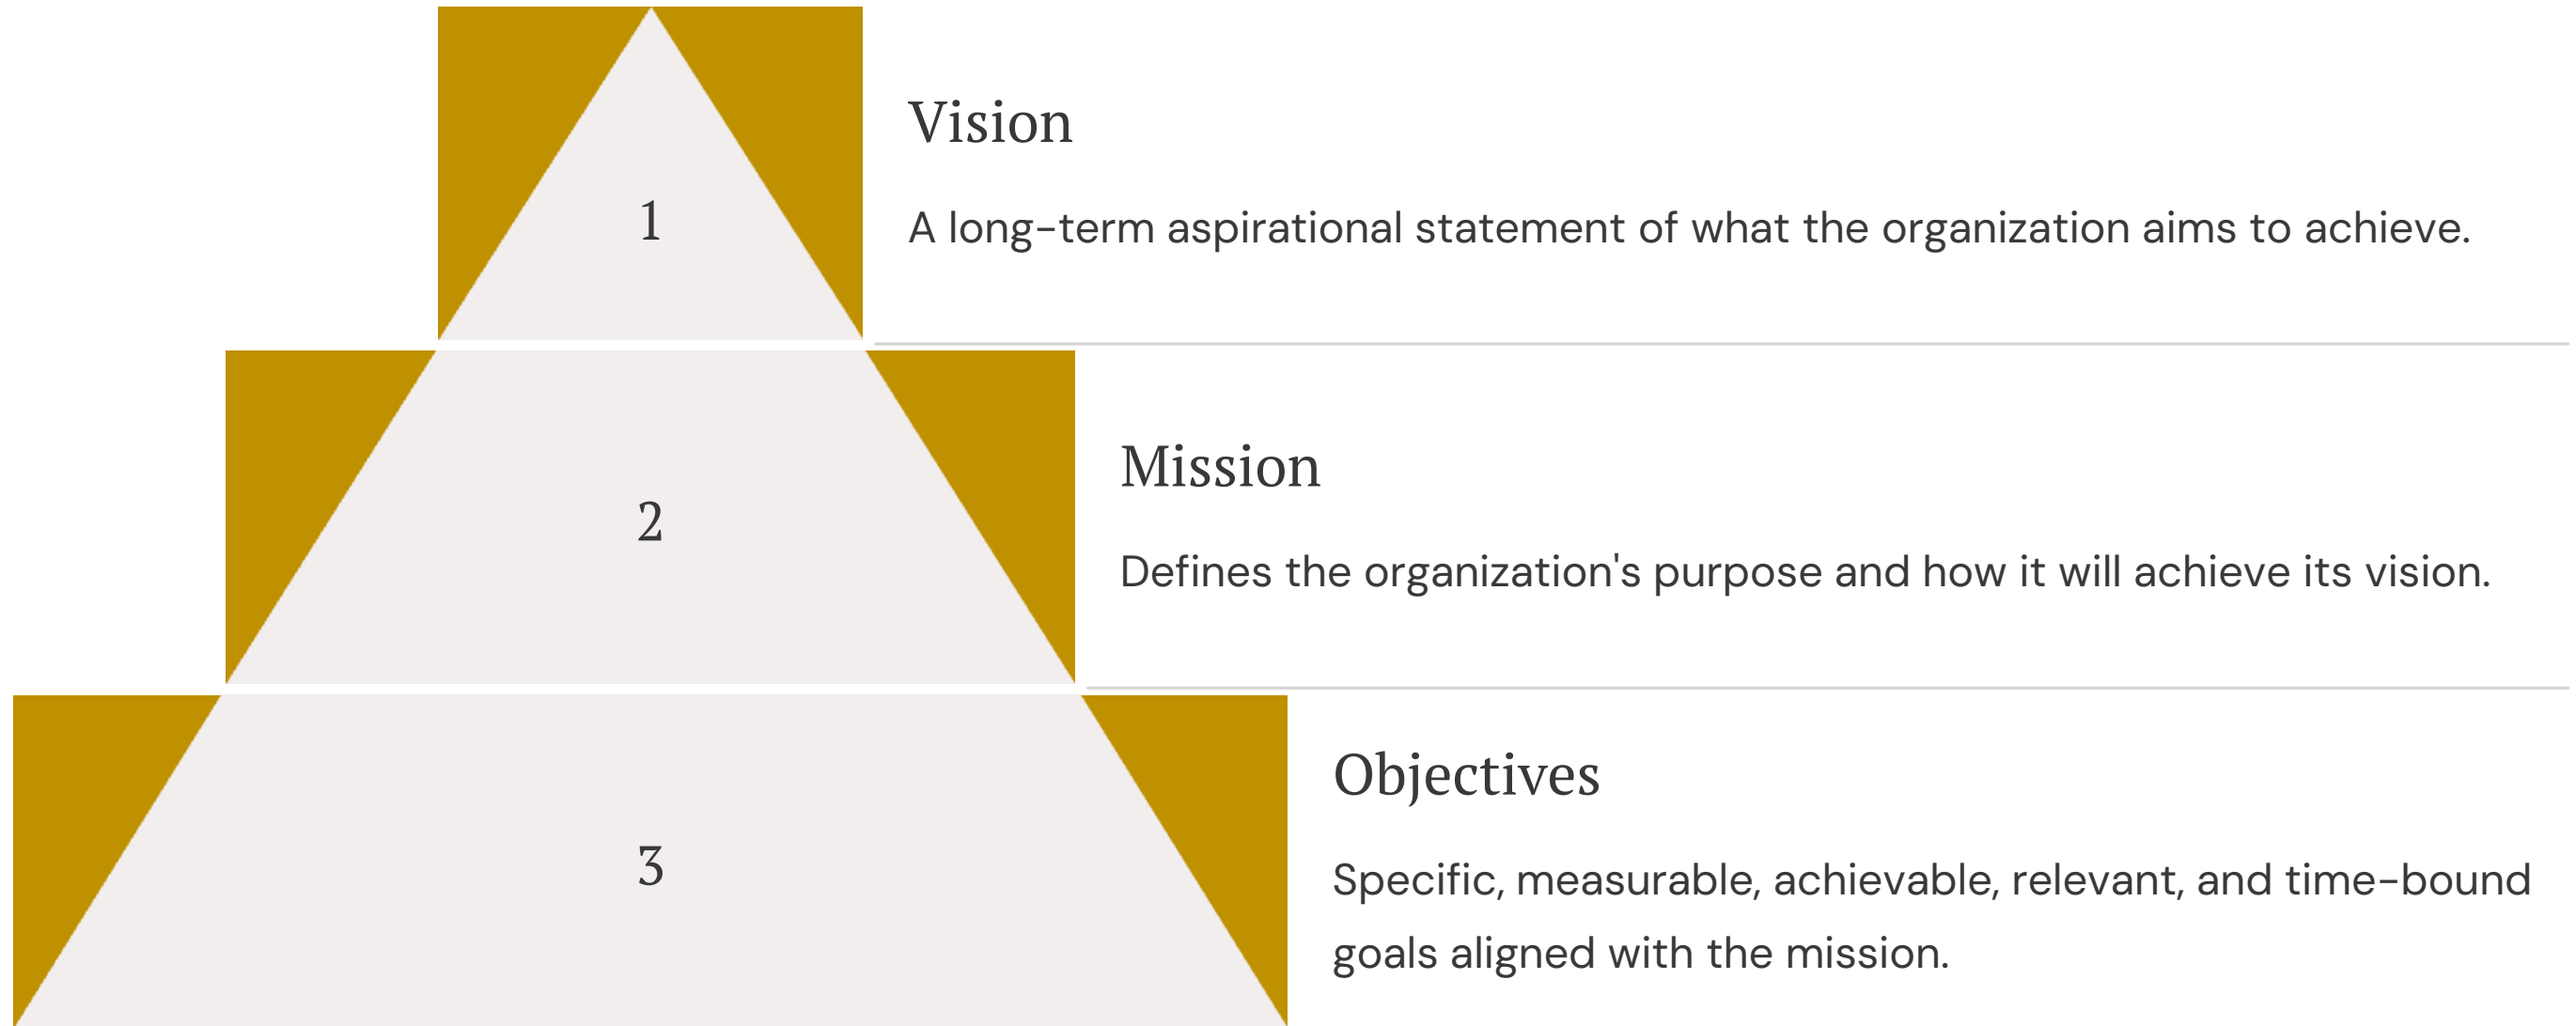 1
Vision
A long-term aspirational statement of what the organization aims to achieve.
2
Mission
Defines the organization's purpose and how it will achieve its vision.
3
Objectives
Specific, measurable, achievable, relevant, and time-bound
goals aligned with the mission.